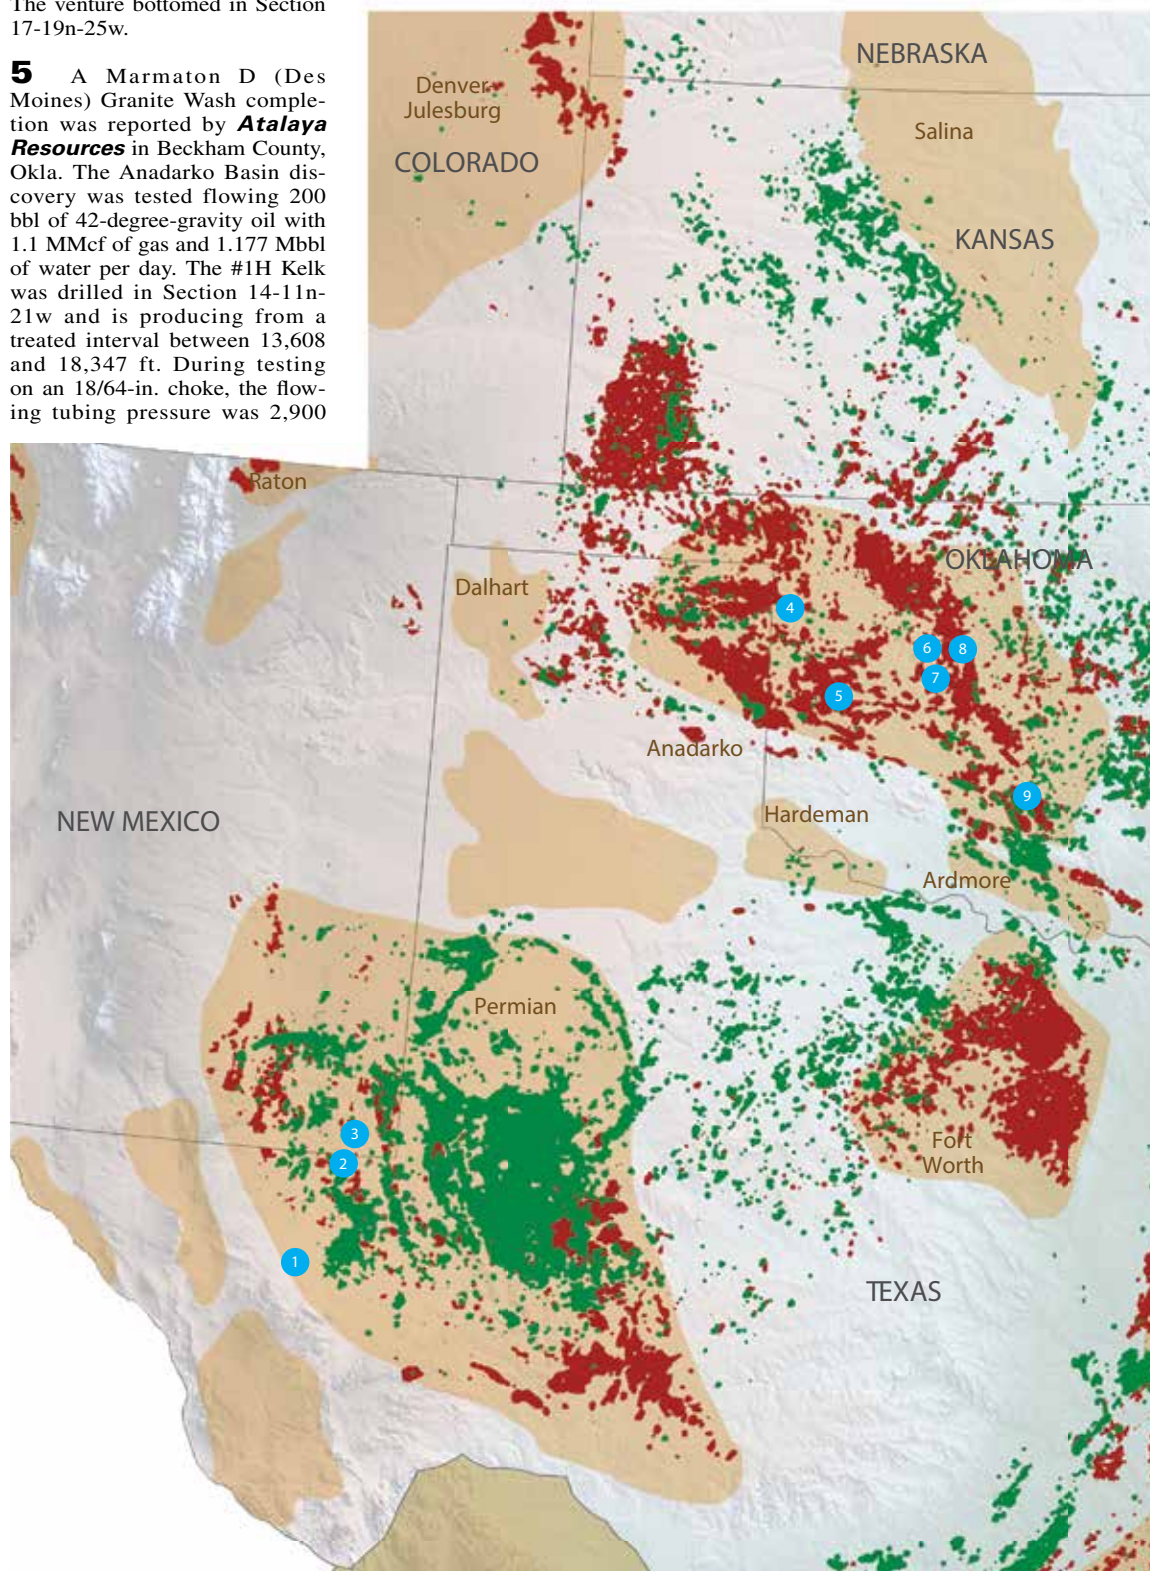 The venture bottomed in Section
17-19n-25w.
5 A Marmaton D (Des
Moines) Granite Wash comple-
tion was reported by Atalaya
Resources in Beckham County,
Okla. The Anadarko Basin dis-
covery was tested flowing 200
bbl of 42-degree-gravity oil with
1.1 MMcf of gas and 1.177 Mbbl
of water per day. The #1H Kelk
was drilled in Section 14-11n-
21w and is producing from a
treated interval between 13,608
and 18,347 ft. During testing
on an 18/64-in. choke, the flow-
ing tubing pressure was 2,900
NEBRASKA
Denver-
Julesburg
Salina
COLORADO
KANSAS
Raton
OKLAHOMA
Dalhart
4
6
8
7
5
Anadarko
9
Hardeman
NEW MEXICO
Ardmore
Permian
3
Fort
Worth
2
1
TEXAS